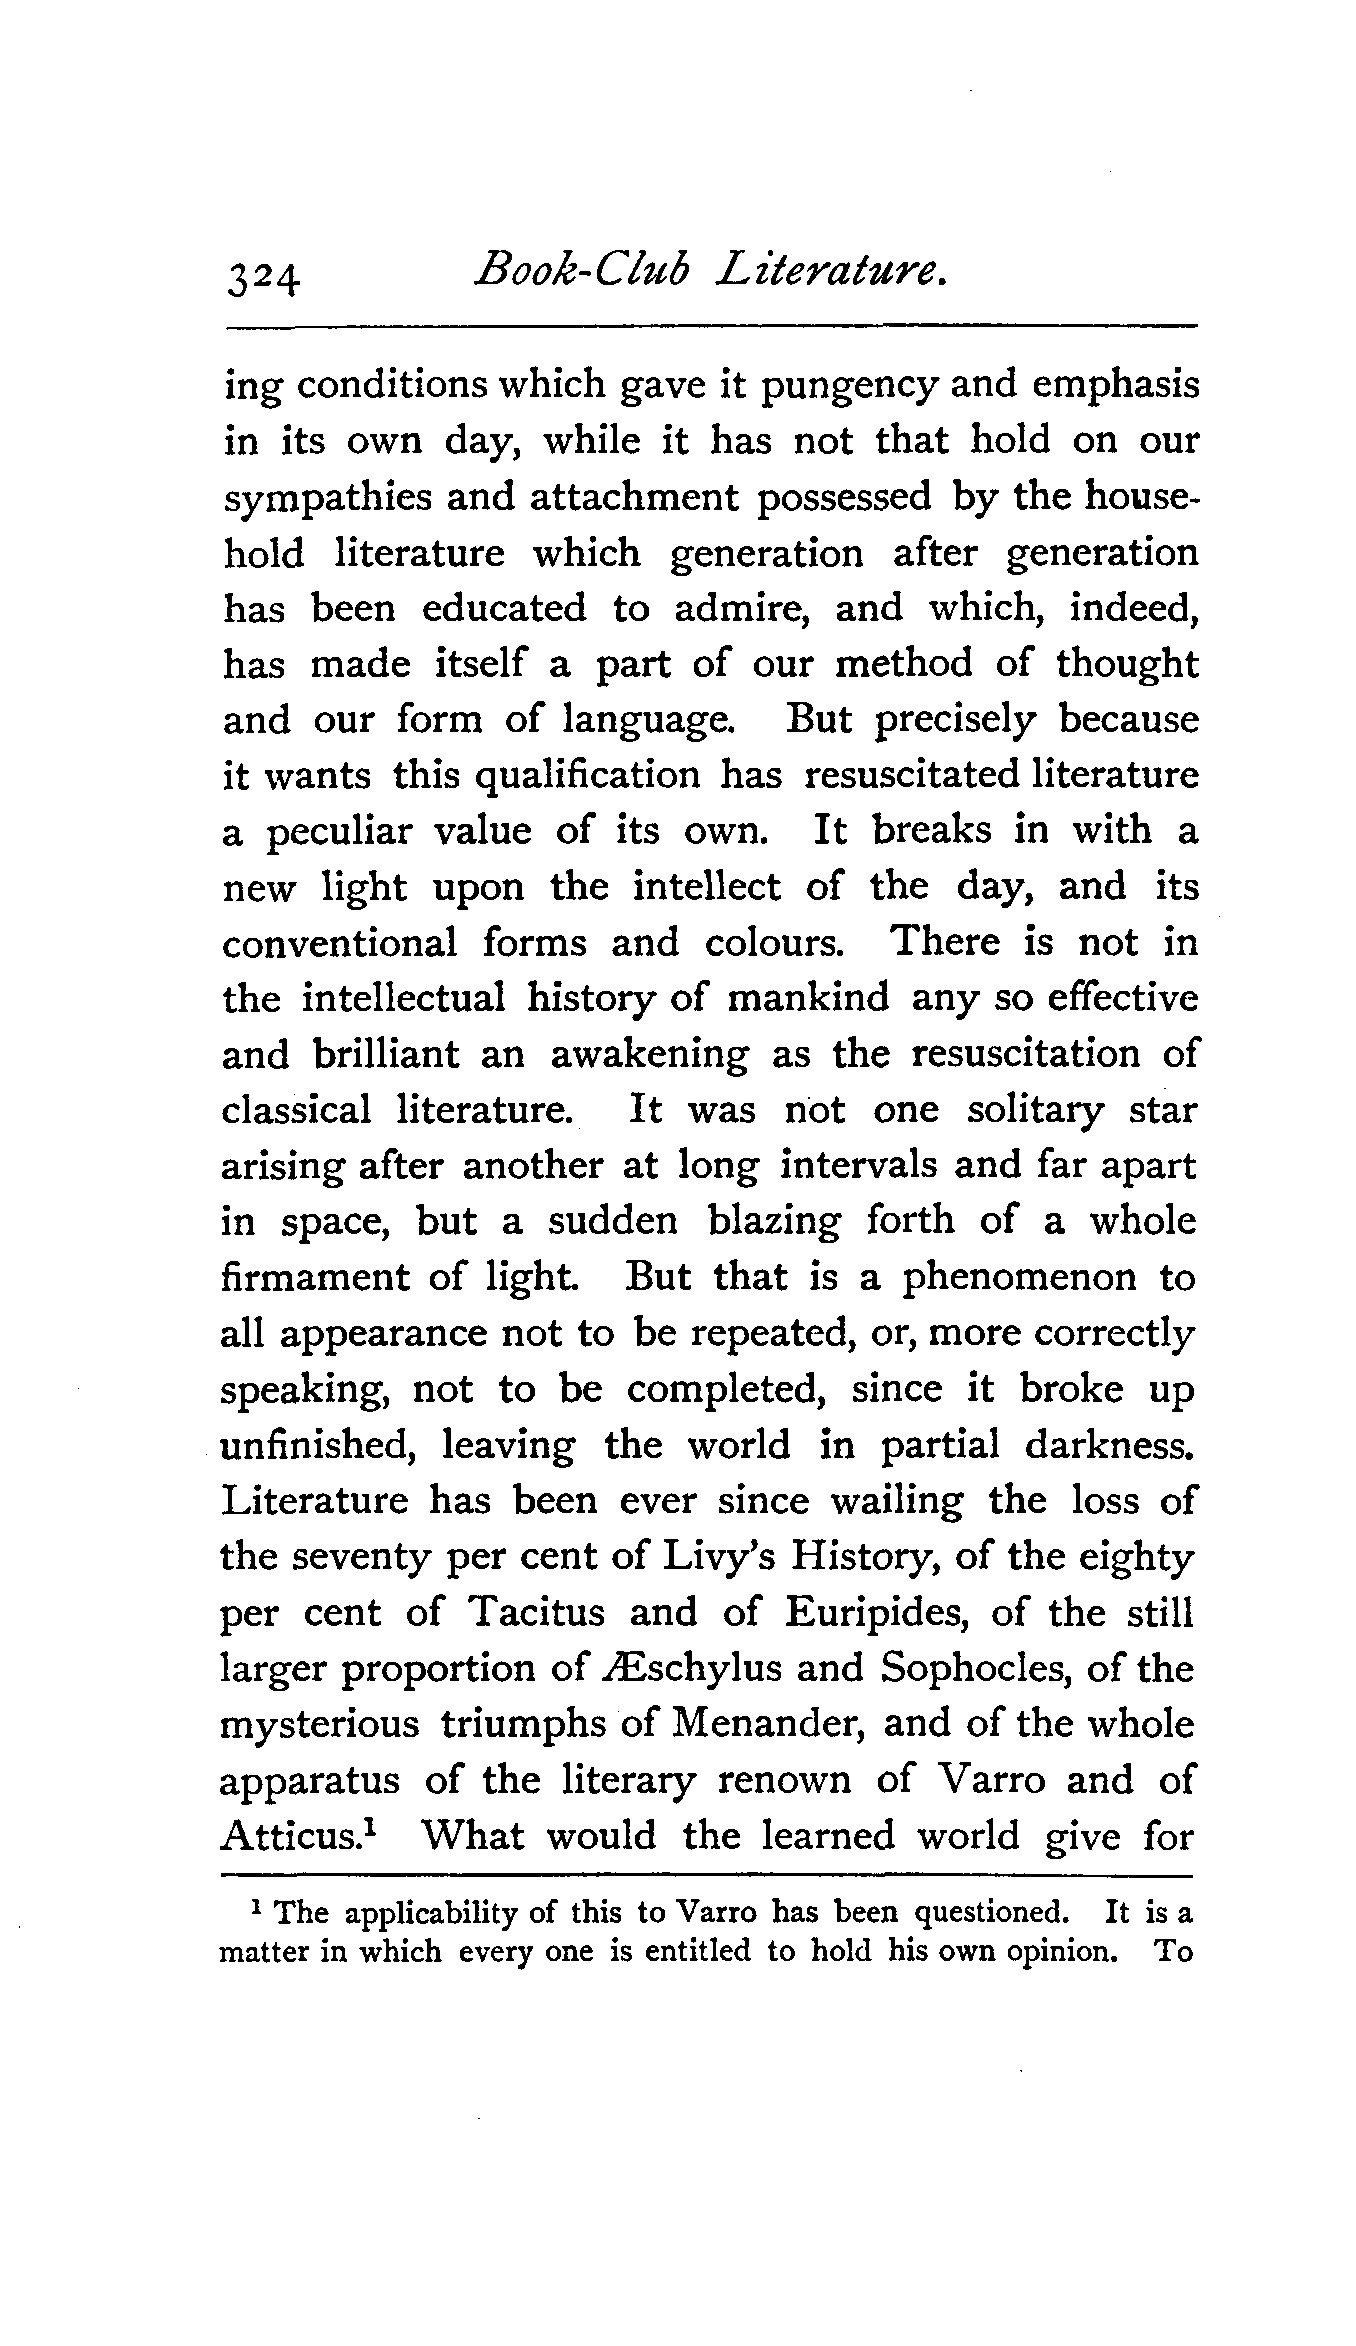 324 Book-Club Literature.
ing conditions which gave it pungency and emphasis
in its own day, while it has not that hold on our
sympathies and attachment possessed by the house-
hold literature which generation after generation
has been educated to admire, and which, indeed,
has made itself a part of our method of thought
and our form of language. But precisely because
it wants this qualification has resuscitated literature
a peculiar value of its own. It breaks in with a
new light upon the intellect of the day, and its
conventional forms and colours. There is not in
the intellectual history of mankind any so effective
and brilliant an awakening as the resuscitation of
classical literature. It was not one solitary star
arising after another at long intervals and far apart
in space, but a sudden blazing forth of a whole
firmament of light. But that is a phenomenon to
all appearance not to be repeated, or, more correctly
speaking, not to be completed, since it broke up
unfinished, leaving the world in partial darkness.
Literature has been ever since wailing the loss of
the seventy per cent of Livy's History, of the eighty
per cent of Tacitus and of Euripides, of the still
larger proportion of Æschylus and Sophocles, of the
mysterious triumphs of Menander, and of the whole
apparatus of the literary renown of Varro and of
Atticus.¹ What would the learned world give for
¹ The applicability of this to Varro has been questioned. It is a
matter in which every one is entitled to hold his own opinion. To